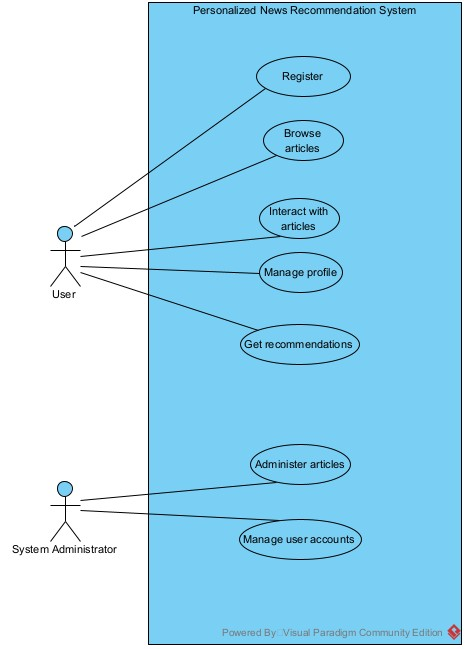 Personalized News Recommendation System
Register
Browse
articles
Interact with
articles
Manage profile
User
Get recommendations
Administer articles
Manage user accounts
System Administrator
Powered By: Visual Paradigm Community Edition